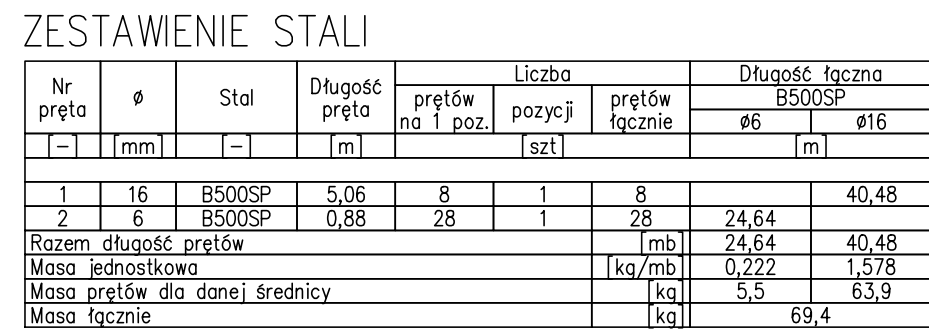 ZESTAWIENIE STALI
Nr pręta ø Stal Długość pręta Liczba Długość łączna
prętów na 1 poz. pozycji prętów łącznie B500SP
ø6 ø16
[-] [mm] [-] [m] [szt] [m]
1 16 B500SP 5,06 8 1 8 40,48
2 6 B500SP 0,88 28 1 28 24,64
Razem długość prętów [mb] 24,64 40,48
Masa jednostkowa [kg/mb] 0,222 1,578
Masa prętów dla danej średnicy [kg] 5,5 63,9
Masa łącznie [kg] 69,4